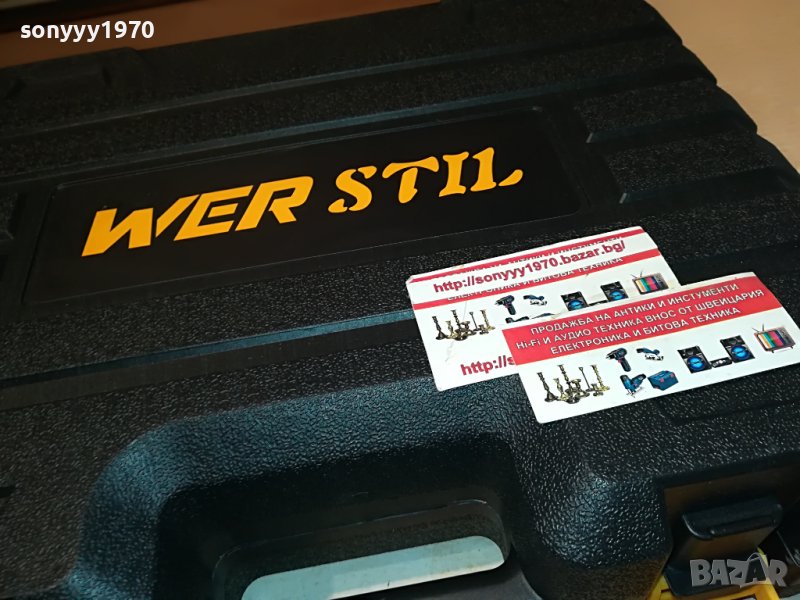 sonyyy1970
sonyyy1970
WER STIL
http://sonyyy1970.bazar.bg/
ЕЛЕКТРОНИКА И БИТОВА ТЕХНИКА
http://s
ПРОДАЖБА НА АНТИКИ И ИНСТУМЕНТИ
Hi-Fi И АУДИО ТЕХНИКА ВНОС ОТ ШВЕЙЦАРИЯ
ЕЛЕКТРОНИКА И БИТОВА ТЕХНИКА
BAZAR